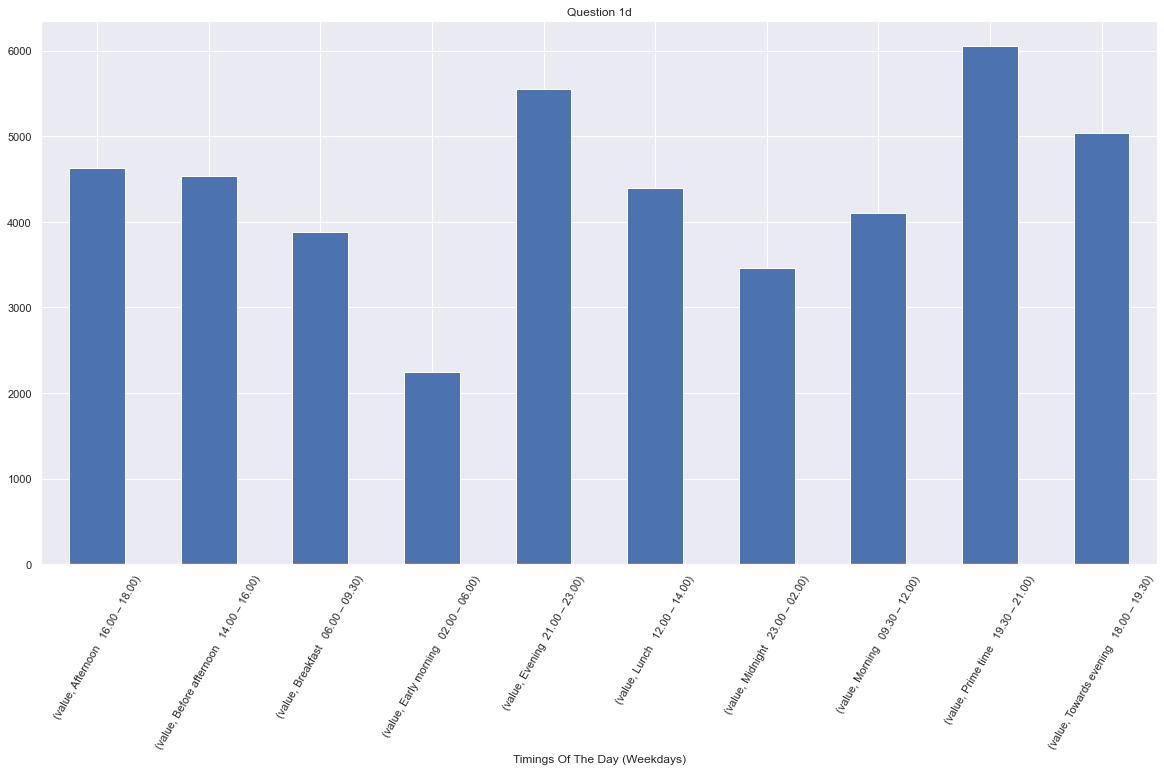 Question 1d
6000
5000
4000
3000
2000
1000
0
(value, Afternoon   16.00 – 18.00)
(value, Before afternoon   14.00 – 16.00)
(value, Breakfast   06.00 – 09.30)
(value, Early morning   02.00 – 06.00)
(value, Evening  21.00 – 23.00)
(value, Lunch   12.00 – 14.00)
(value, Midnight   23.00 – 02.00)
(value, Morning   09.30 – 12.00)
(value, Prime time   19.30 – 21.00)
(value, Towards evening   18.00 – 19.30)
Timings Of The Day (Weekdays)